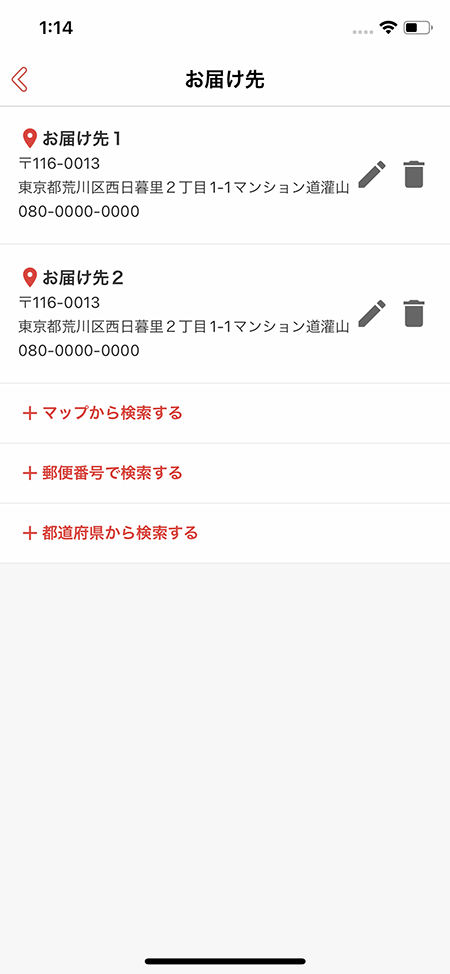 1:14
お届け先
お届け先１
〒116-0013
東京都荒川区西日暮里２丁目1-1マンション道灌山
080-0000-0000
お届け先２
〒116-0013
東京都荒川区西日暮里２丁目1-1マンション道灌山
080-0000-0000
＋マップから検索する
＋郵便番号で検索する
＋都道府県から検索する